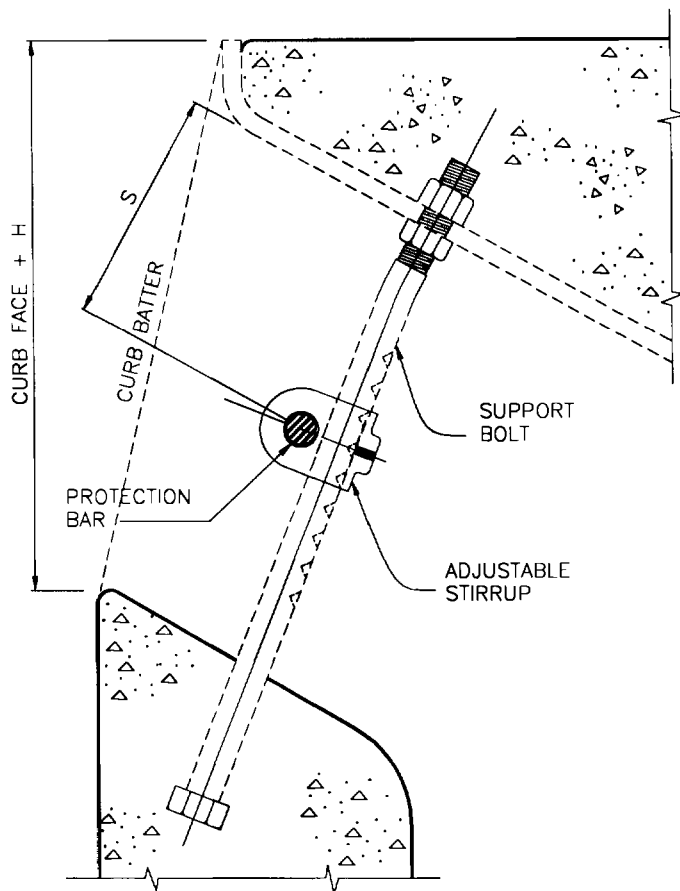 CURB FACE + H
S
CURB BATTER
SUPPORT
BOLT
PROTECTION
BAR
ADJUSTABLE
STIRRUP